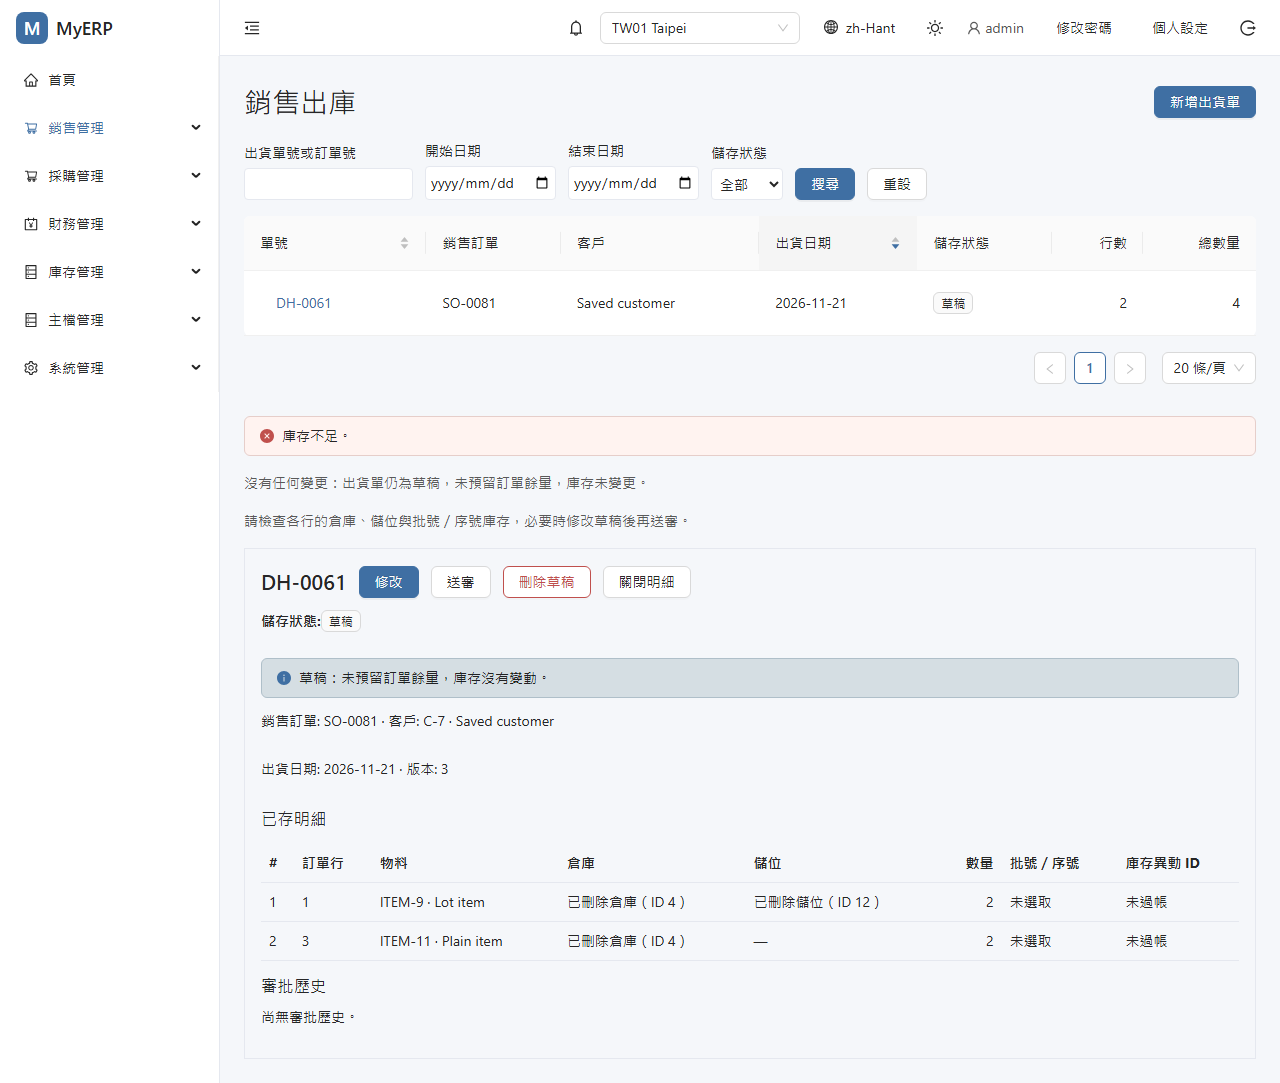 M MyERP
TW01 Taipei
zh-Hant
admin
修改密碼
個人設定
首頁
銷售管理
採購管理
財務管理
庫存管理
主檔管理
系統管理
銷售出庫
新增出貨單
出貨單號或訂單號
開始日期
結束日期
儲存狀態
yyyy/mm/dd
yyyy/mm/dd
全部
搜尋
重設
單號 銷售訂單 客戶 出貨日期 儲存狀態 行數 總數量
DH-0061 SO-0081 Saved customer 2026-11-21 草稿 2 4
1
20 條/頁
庫存不足。
沒有任何變更：出貨單仍為草稿，未預留訂單餘量，庫存未變更。
請檢查各行的倉庫、儲位與批號 / 序號庫存，必要時修改草稿後再送審。
DH-0061 修改 送審 刪除草稿 關閉明細
儲存狀態: 草稿
草稿：未預留訂單餘量，庫存沒有變動。
銷售訂單: SO-0081 · 客戶: C-7 · Saved customer
出貨日期: 2026-11-21 · 版本: 3
已存明細
# 訂單行 物料 倉庫 儲位 數量 批號 / 序號 庫存異動 ID
1 1 ITEM-9 · Lot item 已刪除倉庫（ID 4） 已刪除儲位（ID 12） 2 未選取 未過帳
2 3 ITEM-11 · Plain item 已刪除倉庫（ID 4） — 2 未選取 未過帳
審批歷史
尚無審批歷史。